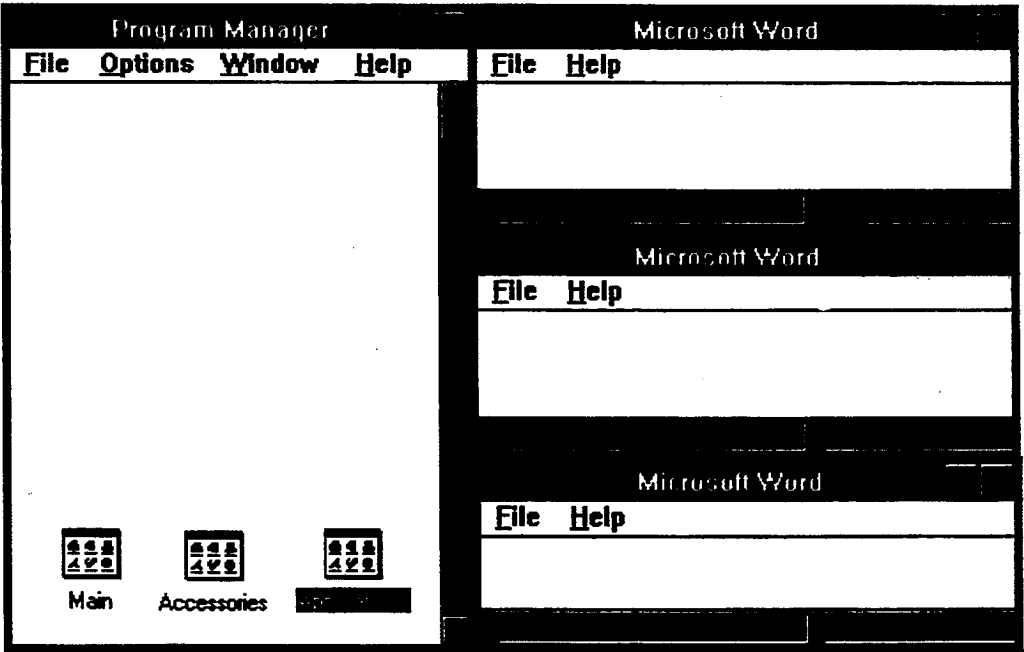 Program Manager
File Options Window Help
Main
Accessories
Microsoft Word
File Help
Microsoft Word
File Help
Microsoft Word
File Help